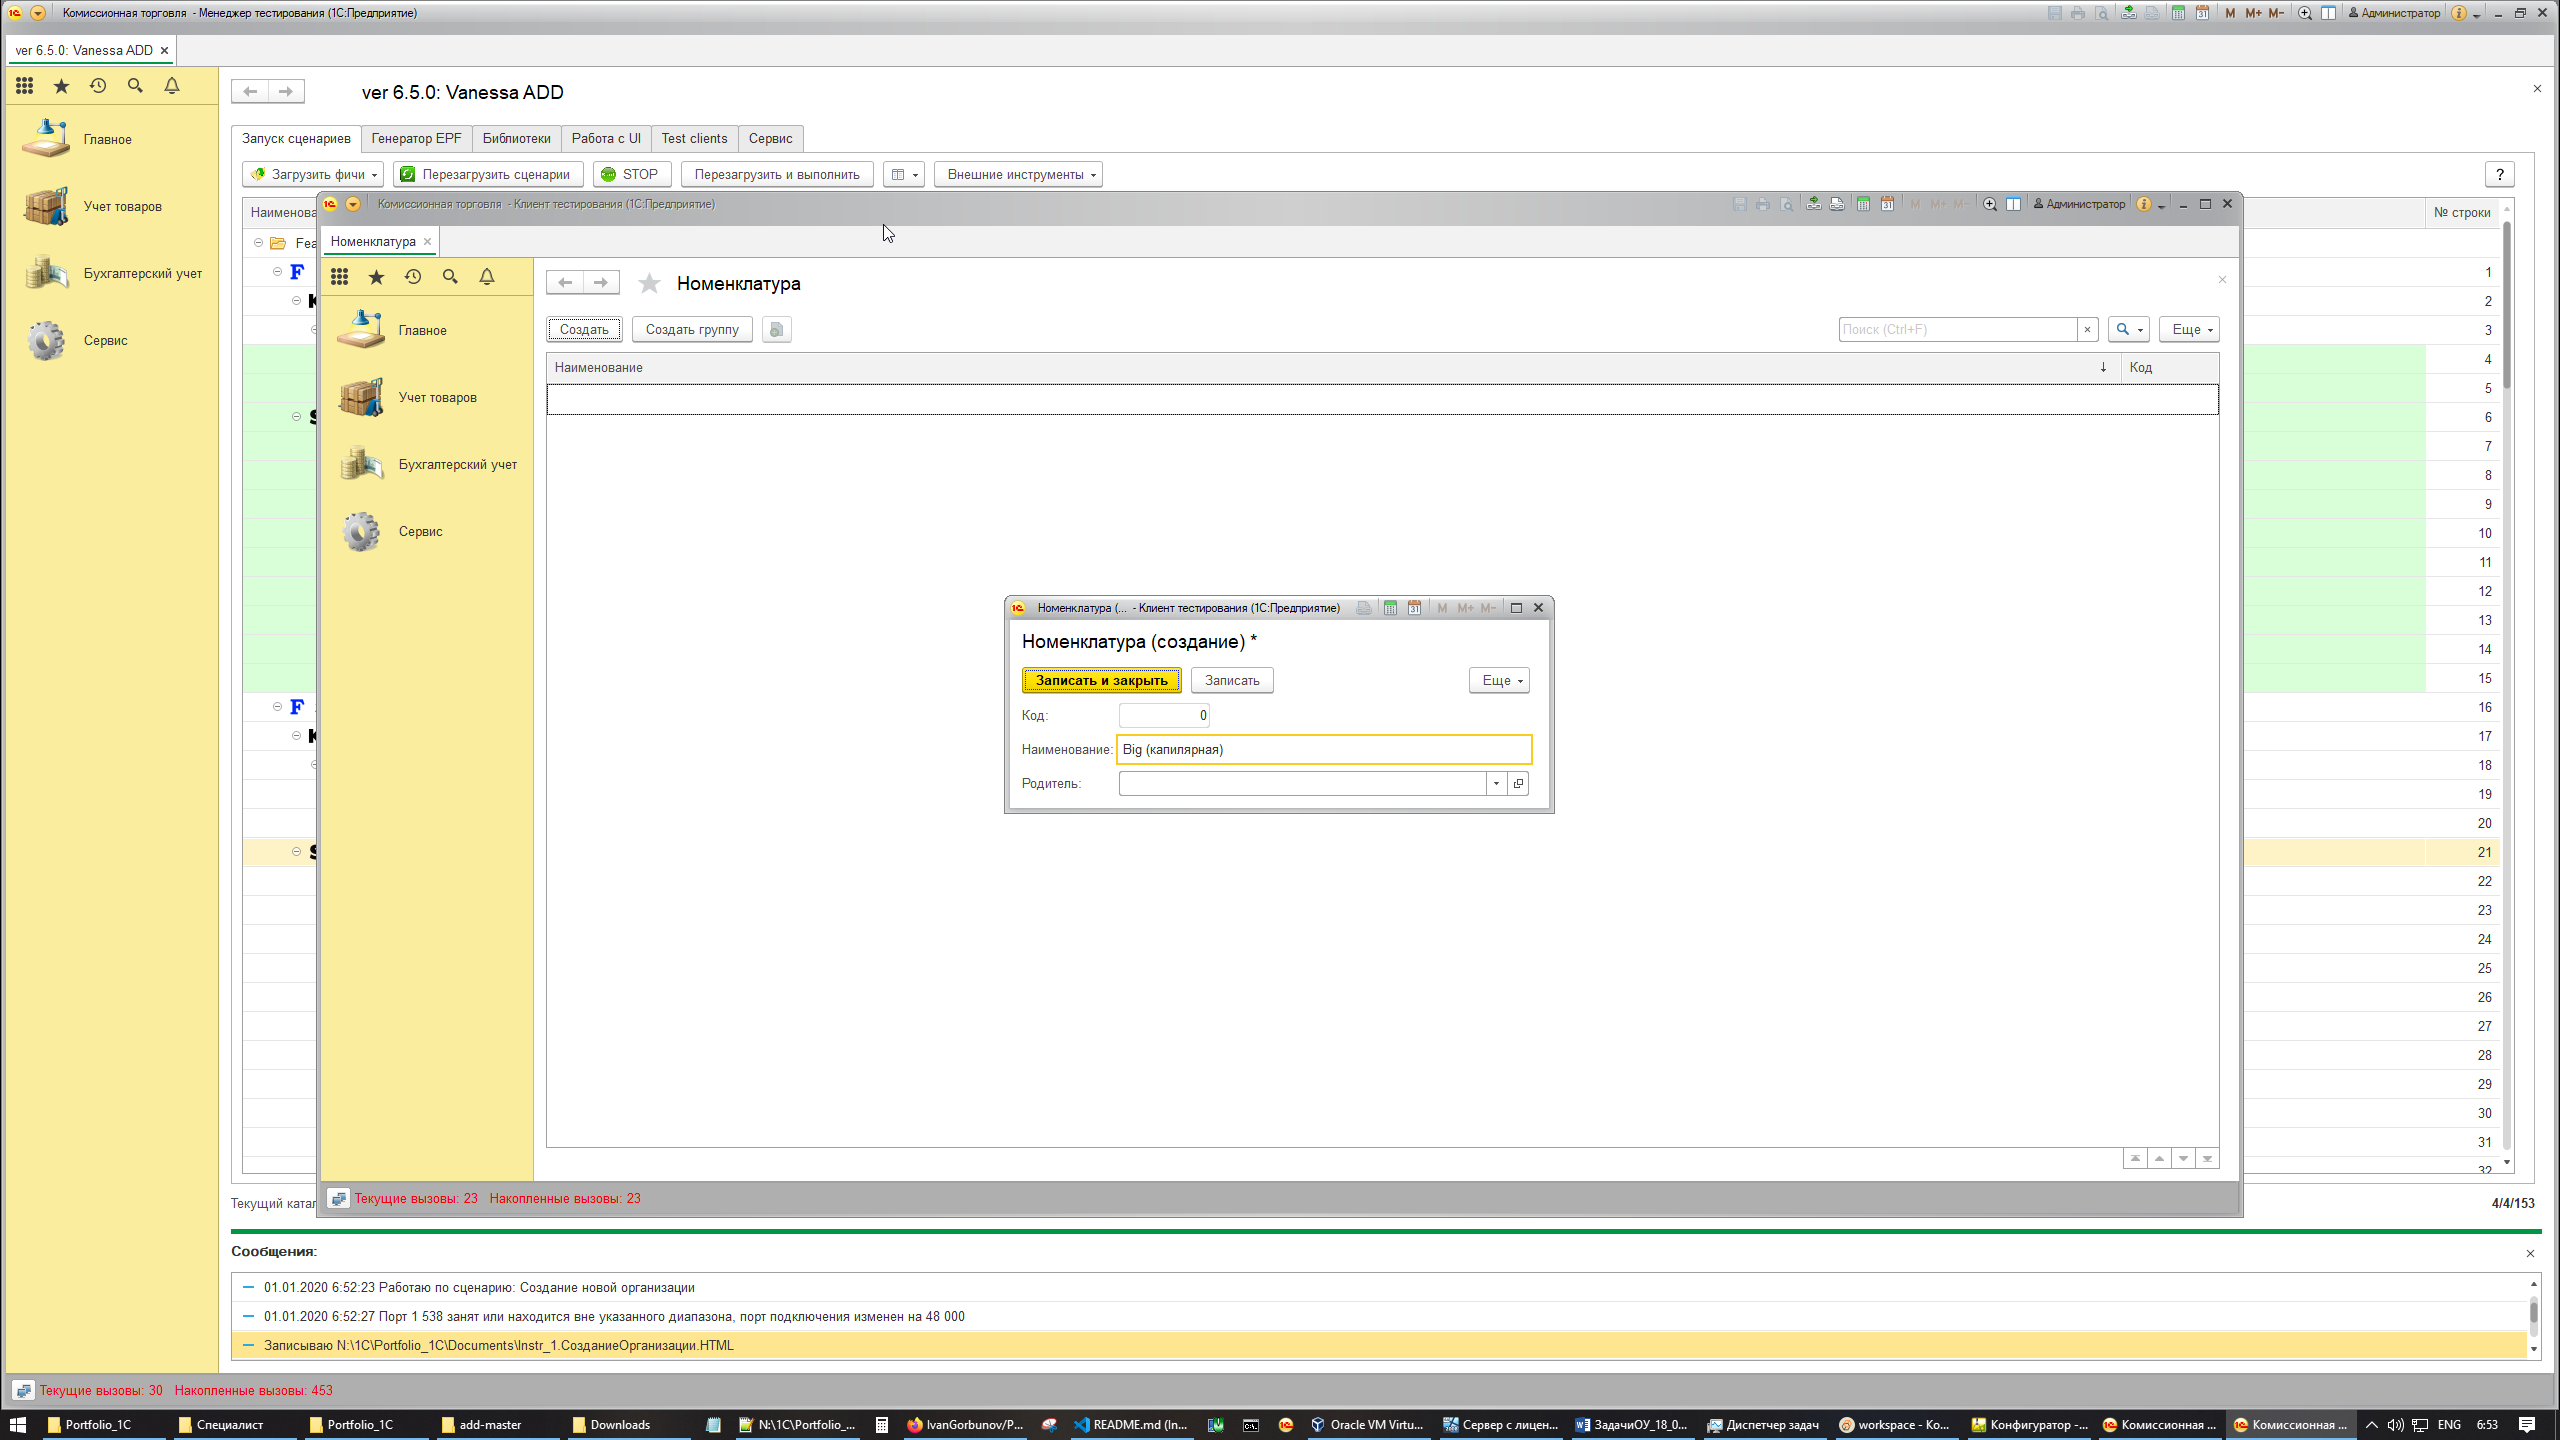 Комиссионная торговля - Менеджер тестирования (1С:Предприятие)
M M+ M- Администратор
ver 6.5.0: Vanessa ADD
ver 6.5.0: Vanessa ADD
Главное
Учет товаров
Бухгалтерский учет
Сервис
Запуск сценариев Генератор EPF Библиотеки Работа с UI Test clients Сервис
Загрузить фичи Перезагрузить сценарии STOP Перезагрузить и выполнить Внешние инструменты ?
Наименова № строки
Fea
F
F
1
2
3
4
5
6
7
8
9
10
11
12
13
14
15
16
17
18
19
20
21
22
23
24
25
26
27
28
29
30
31
32
Комиссионная торговля - Клиент тестирования (1С:Предприятие)
M M+ M- Администратор
Номенклатура
Главное
Учет товаров
Бухгалтерский учет
Сервис
Номенклатура
Создать Создать группу Поиск (Ctrl+F) Еще
Наименование Код
Номенклатура (... - Клиент тестирования (1С:Предприятие) M M+ M-
Номенклатура (создание) *
Записать и закрыть Записать Еще
Код: 0
Наименование: Big (капилярная)
Родитель:
Текущие вызовы: 23 Накопленные вызовы: 23
Текущий катал 4/4/153
Сообщения:
01.01.2020 6:52:23 Работаю по сценарию: Создание новой организации
01.01.2020 6:52:27 Порт 1 538 занят или находится вне указанного диапазона, порт подключения изменен на 48 000
Записываю N:\1C\Portfolio_1C\Documents\Instr_1.СозданиеОрганизации.HTML
Текущие вызовы: 30 Накопленные вызовы: 453
Portfolio_1C Специалист Portfolio_1C add-master Downloads N:\1C\Portfolio_... IvanGorbunov/P... README.md (In... Oracle VM Virtu... Сервер с лицен... ЗадачиОУ_18_0... Диспетчер задач workspace - Ко... Конфигуратор -... Комиссионная ... Комиссионная ... ENG 6:53